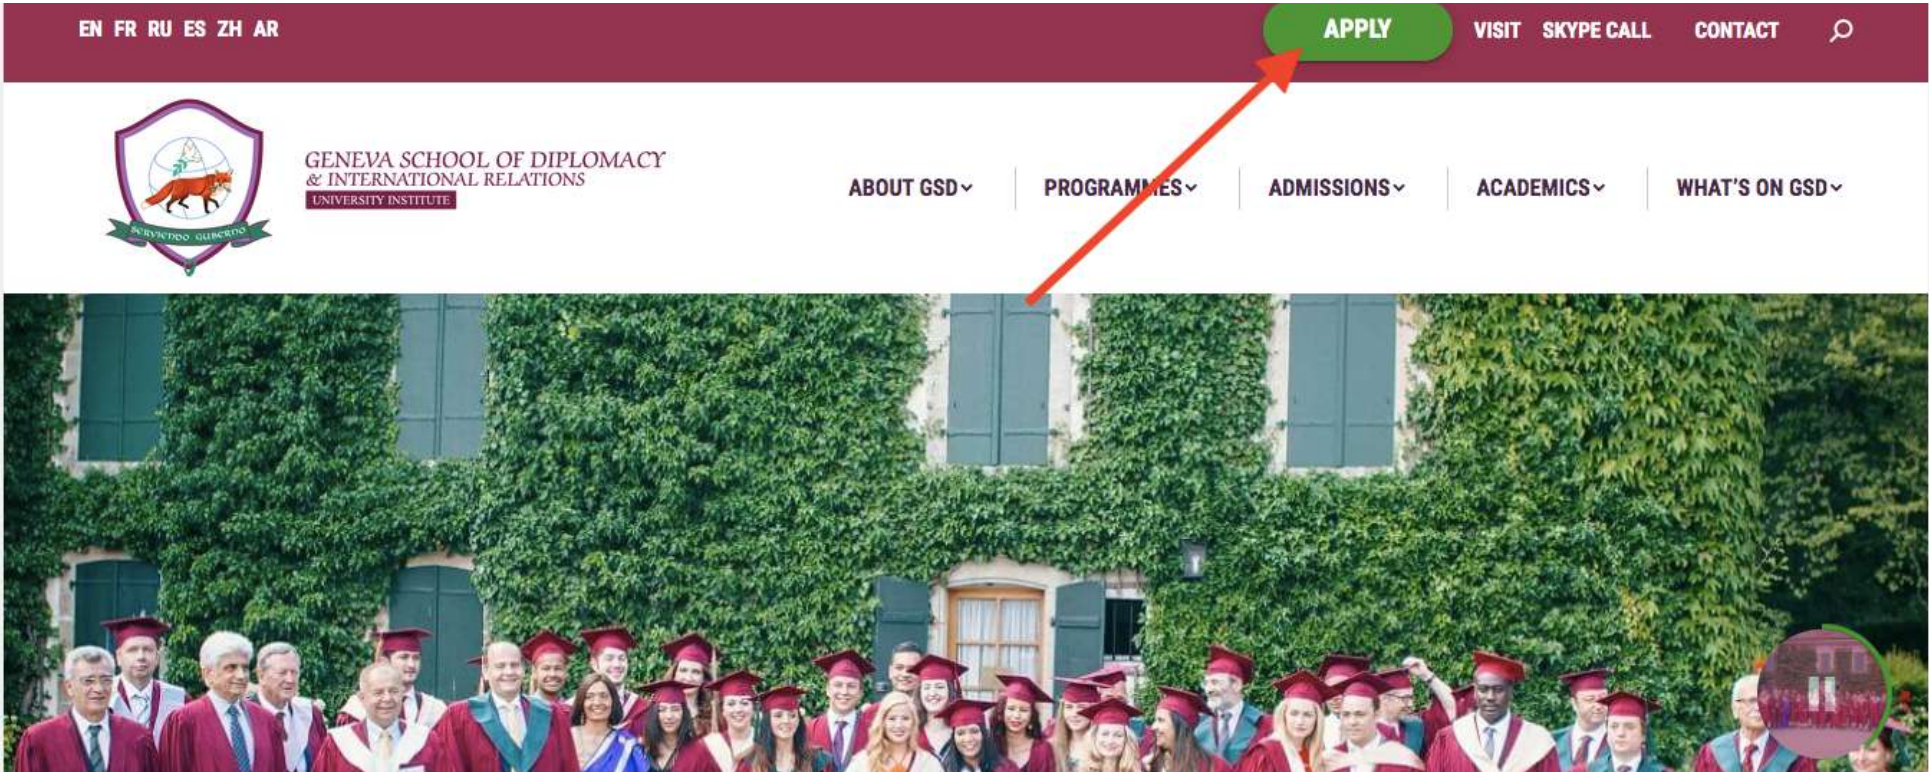 EN FR RU ES ZH AR
APPLY
VISIT SKYPE CALL CONTACT
GENEVA SCHOOL OF DIPLOMACY
& INTERNATIONAL RELATIONS
UNIVERSITY INSTITUTE
SERVIENDO GUBERNO
ABOUT GSD PROGRAMMES ADMISSIONS ACADEMICS WHAT'S ON GSD